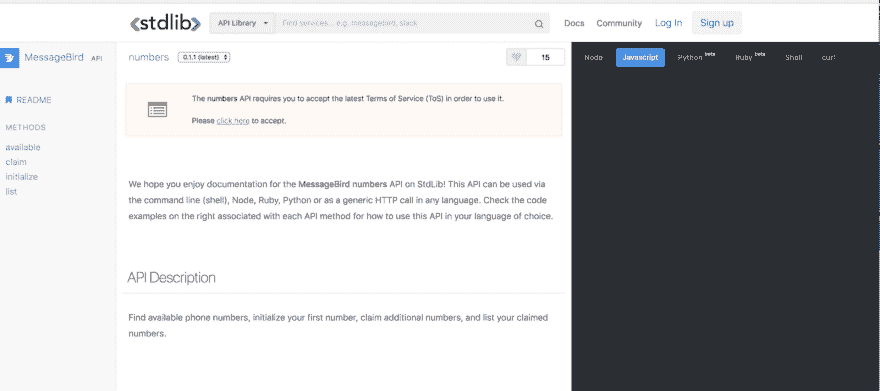 <stdlib> API Library Find services... e.g. messagebird, slack Docs Community Log In Sign up
MessageBird API numbers 0.1.1 (latest) 15 Node Javascript Python beta Ruby beta Shell curl
The numbers API requires you to accept the latest Terms of Service (ToS) in order to use it.
Please click here to accept.
README
METHODS
available
claim
initialize
list
We hope you enjoy documentation for the MessageBird numbers API on StdLib! This API can be used via
the command line (shell), Node, Ruby, Python or as a generic HTTP call in any language. Check the code
examples on the right associated with each API method for how to use this API in your language of choice.
API Description
Find available phone numbers, initialize your first number, claim additional numbers, and list your claimed
numbers.